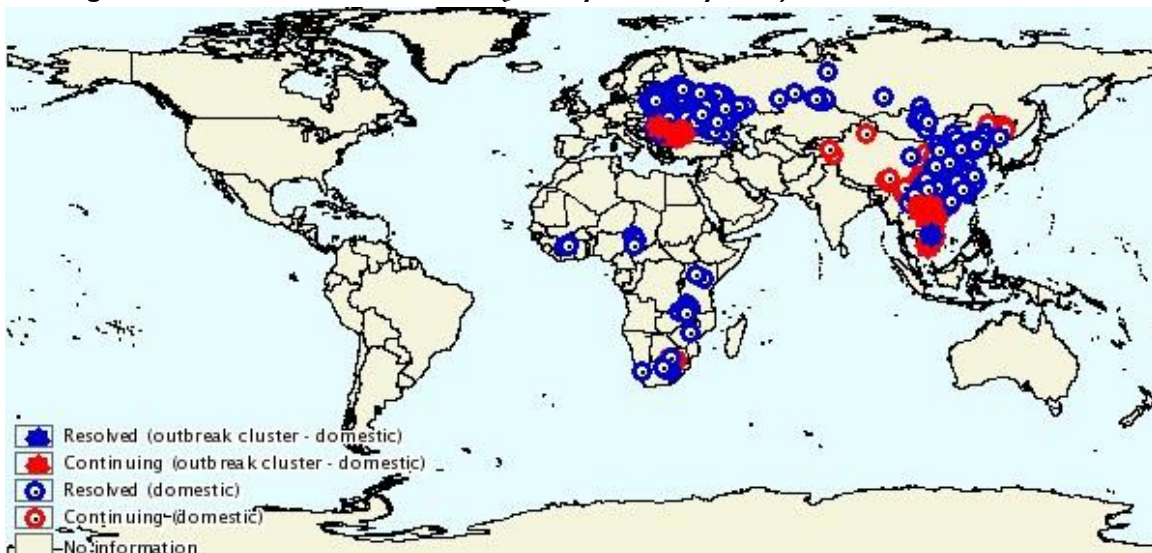 Resolved (outbreak cluster - domestic)
Continuing (outbreak cluster - domestic)
Resolved (domestic)
Continuing (domestic)
No information